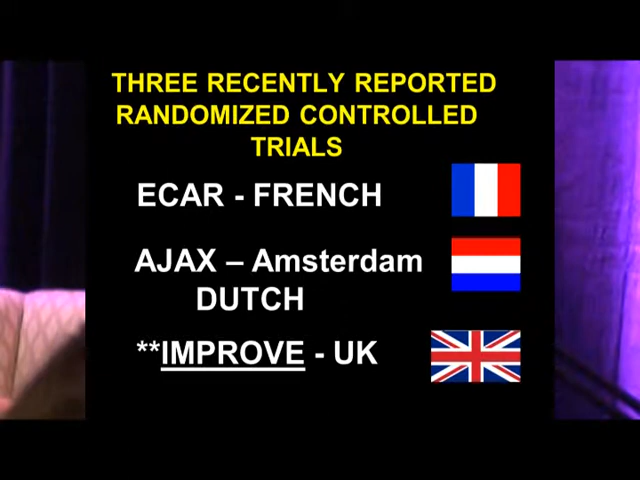 THREE RECENTLY REPORTED
RANDOMIZED CONTROLLED
TRIALS
ECAR - FRENCH
AJAX – Amsterdam
DUTCH
**IMPROVE - UK